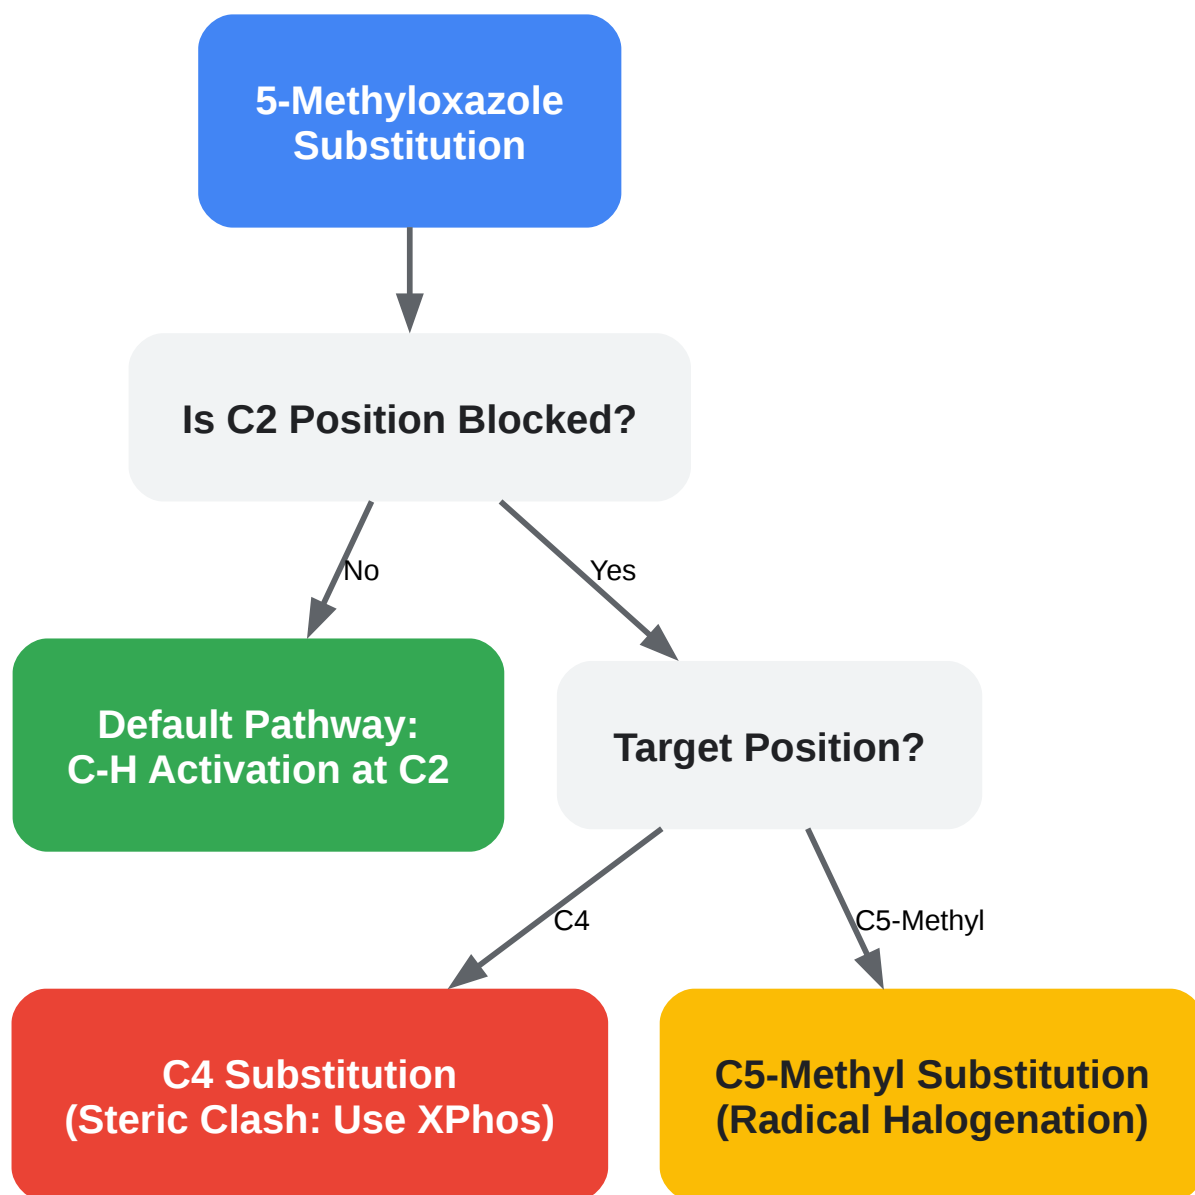 5-Methyloxazole
Substitution
Is C2 Position Blocked?
No
Yes
Default Pathway:
C-H Activation at C2
Target Position?
C4
C5-Methyl
C4 Substitution
(Steric Clash: Use XPhos)
C5-Methyl Substitution
(Radical Halogenation)